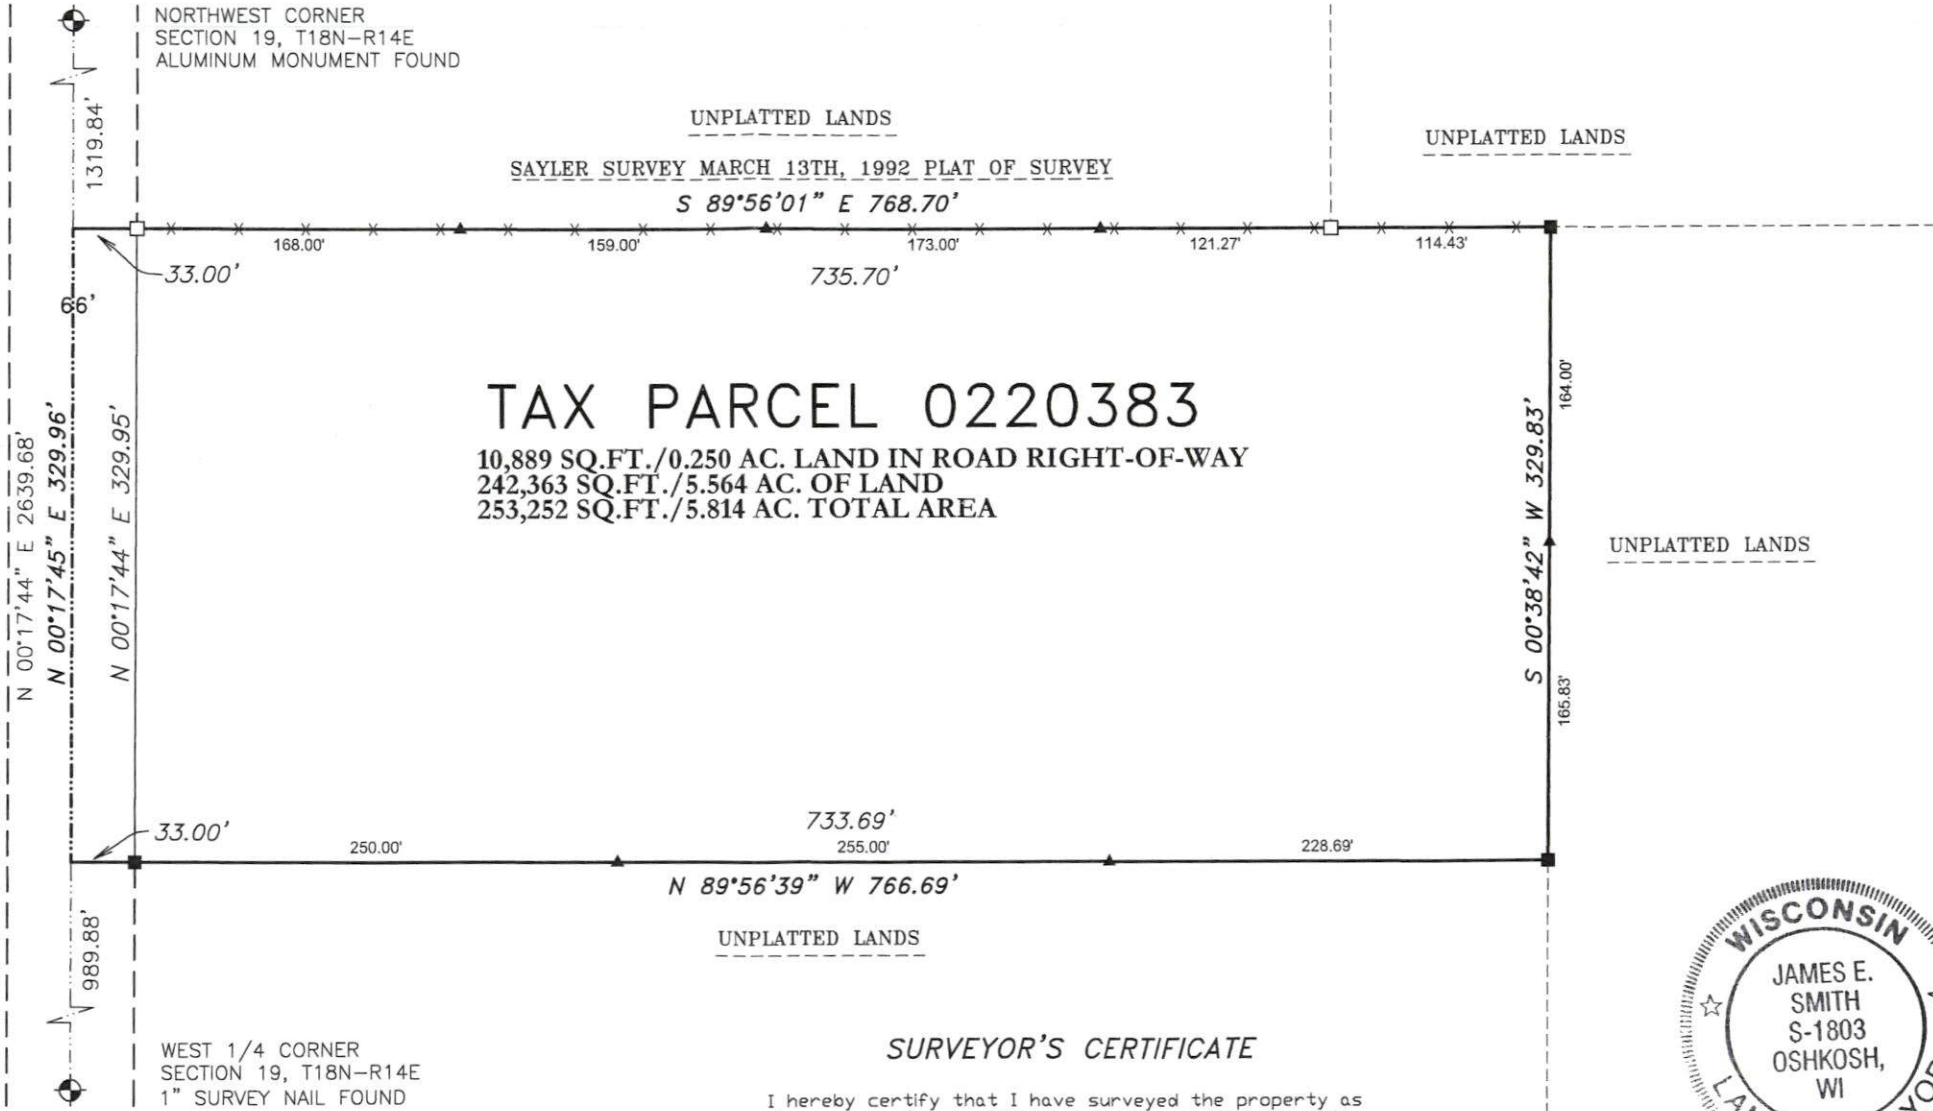 NORTHWEST CORNER
SECTION 19, T18N-R14E
ALUMINUM MONUMENT FOUND
1319.84'
UNPLATTED LANDS
UNPLATTED LANDS
SAYLER SURVEY MARCH 13TH, 1992 PLAT OF SURVEY
S 89°56'01" E 768.70'
168.00'
159.00'
173.00'
121.27'
114.43'
33.00'
735.70'
66'
TAX PARCEL 0220383
10,889 SQ.FT./0.250 AC. LAND IN ROAD RIGHT-OF-WAY
242,363 SQ.FT./5.564 AC. OF LAND
253,252 SQ.FT./5.814 AC. TOTAL AREA
N 00°17'44" E 2639.68'
N 00°17'45" E 329.96'
N 00°17'44" E 329.95'
S 00°38'42" W 329.83'
164.00'
165.83'
UNPLATTED LANDS
33.00'
733.69'
250.00'
255.00'
228.69'
N 89°56'39" W 766.69'
UNPLATTED LANDS
989.88'
WEST 1/4 CORNER
SECTION 19, T18N-R14E
1" SURVEY NAIL FOUND
SURVEYOR'S CERTIFICATE
I hereby certify that I have surveyed the property as
WISCONSIN
JAMES E.
SMITH
S-1803
OSHKOSH,
WI